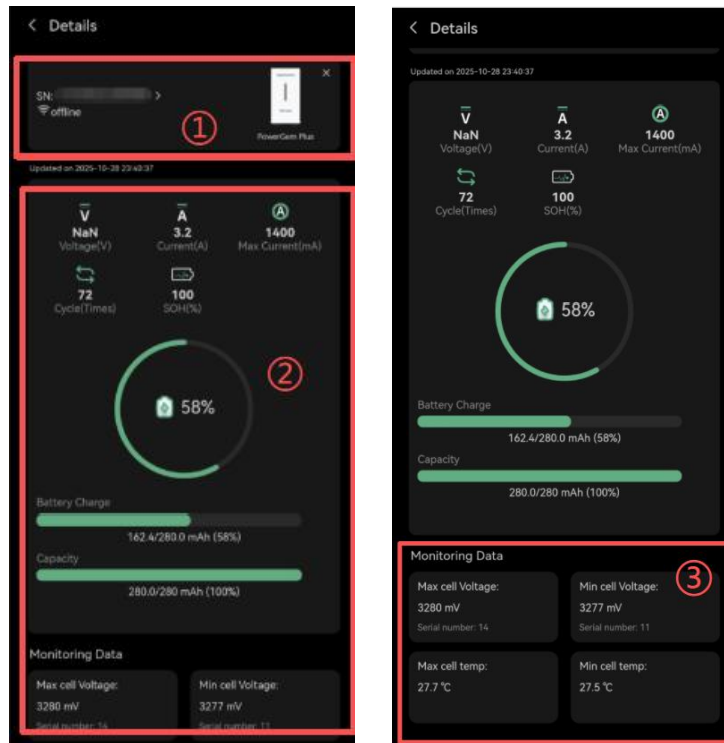 < Details
SN: >
offline
×
①
PowerGem Plus
Updated on 2025-10-28 23:40:37
V A A
NaN 3.2 1400
Voltage(V) Current(A) Max Current(mA)
72 100
Cycle(Times) SOH(%)
②
58%
Battery Charge
162.4/280.0 mAh (58%)
Capacity
280.0/280 mAh (100%)
Monitoring Data
Max cell Voltage: Min cell Voltage:
3280 mV 3277 mV
Serial number: 14 Serial number: 11
< Details
Updated on 2025-10-28 23:40:37
V A A
NaN 3.2 1400
Voltage(V) Current(A) Max Current(mA)
72 100
Cycle(Times) SOH(%)
58%
Battery Charge
162.4/280.0 mAh (58%)
Capacity
280.0/280 mAh (100%)
Monitoring Data
③
Max cell Voltage: Min cell Voltage:
3280 mV 3277 mV
Serial number: 14 Serial number: 11
Max cell temp: Min cell temp:
27.7 ℃ 27.5 ℃